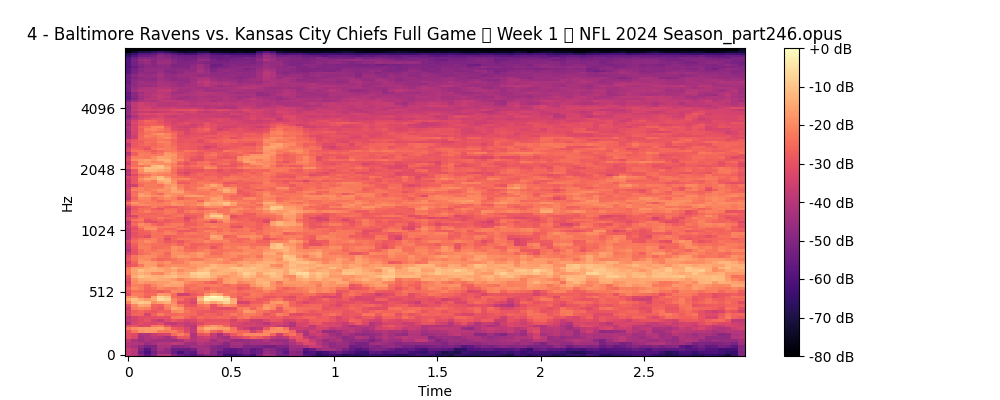 4 - Baltimore Ravens vs. Kansas City Chiefs Full Game ▯ Week 1 ▯ NFL 2024 Season_part246.opus
+0 dB
4096
-10 dB
-20 dB
2048
-30 dB
Hz
-40 dB
1024
-50 dB
512
-60 dB
-70 dB
0
-80 dB
0 0.5 1 1.5 2 2.5
Time